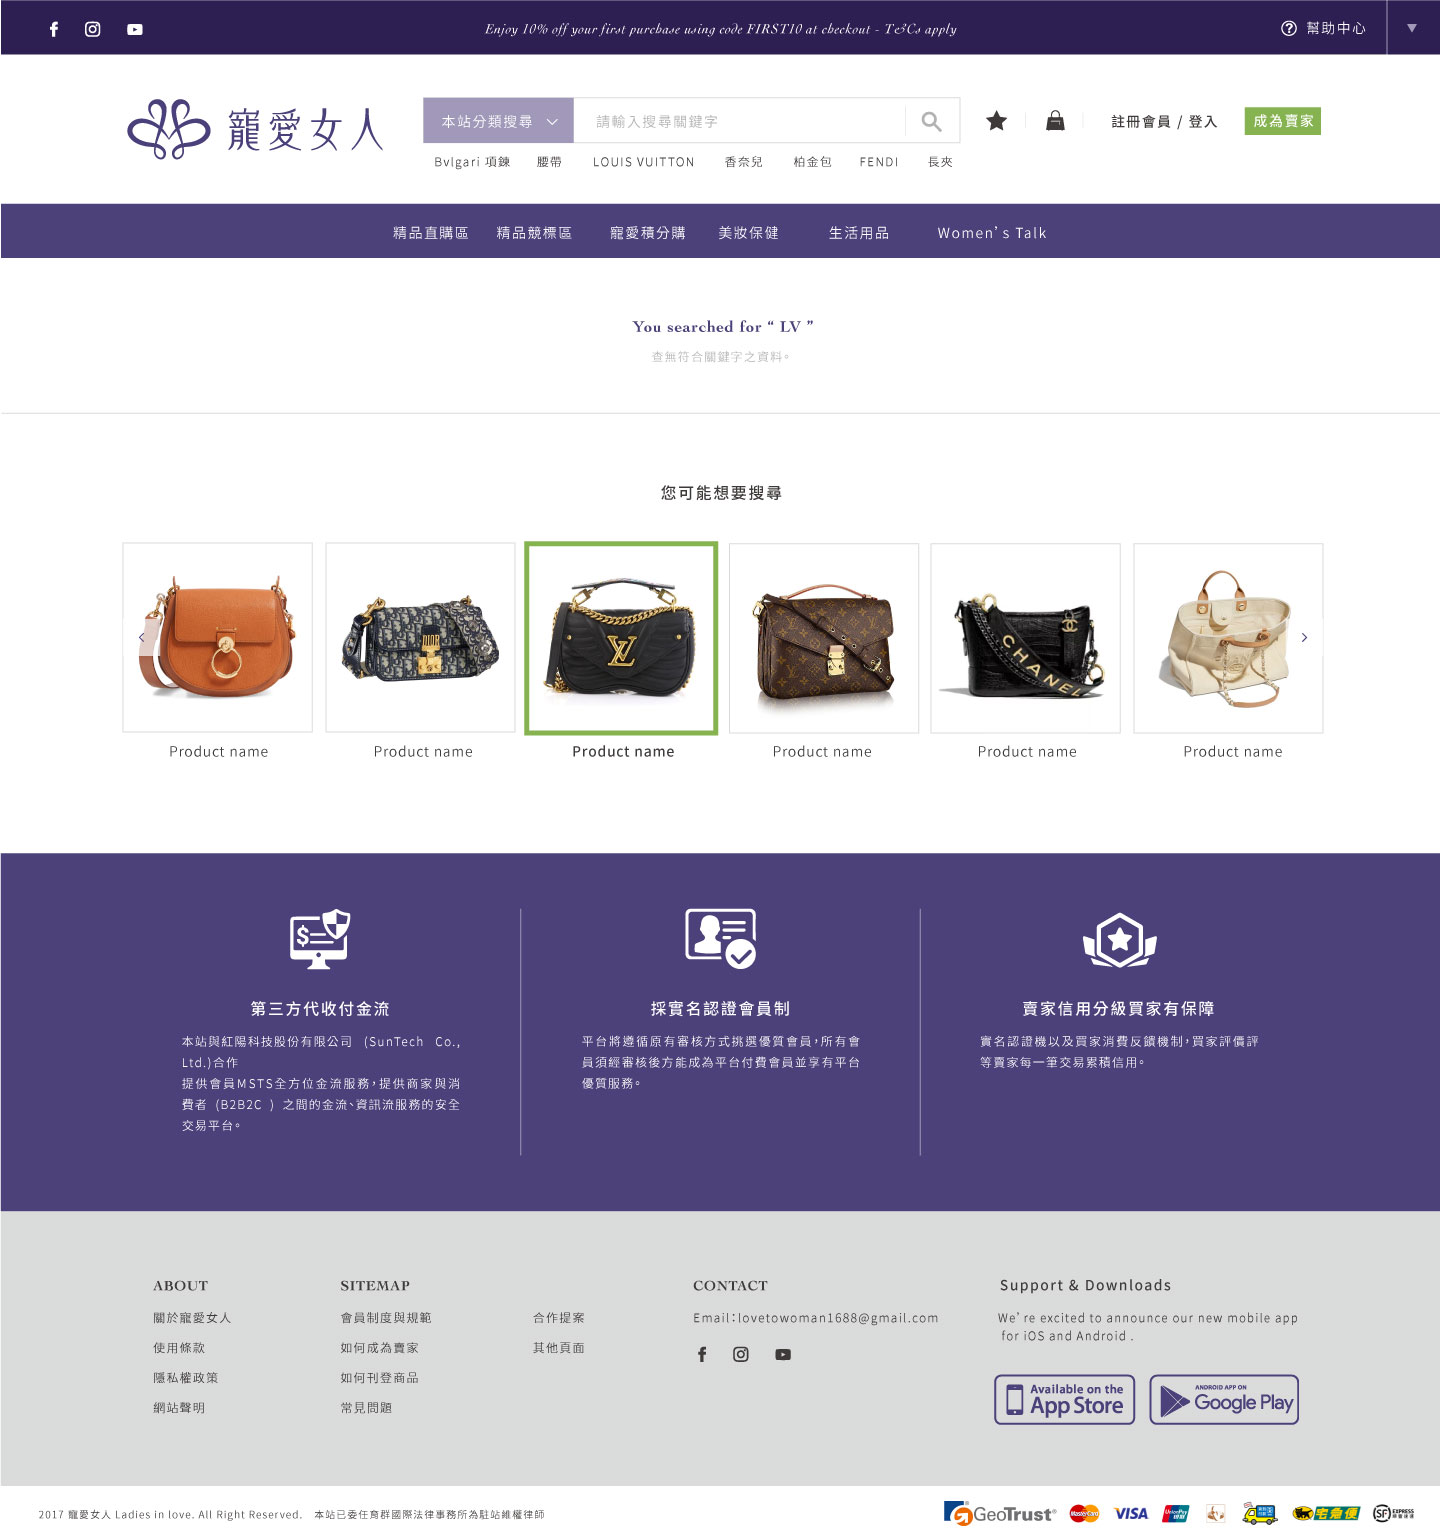 Enjoy 10% off your first purchase using code FIRST10 at checkout - T&Cs apply
幫助中心
寵愛女人
本站分類搜尋
請輸入搜尋關鍵字
註冊會員 / 登入
成為賣家
Bvlgari 項鍊 腰帶 LOUIS VUITTON 香奈兒 柏金包 FENDI 長夾
精品直購區 精品競標區 寵愛積分購 美妝保健 生活用品 Women's Talk
You searched for “ LV ”
查無符合關鍵字之資料。
您可能想要搜尋
DIOR
CHANEL
Product name Product name Product name Product name Product name Product name
第三方代收付金流
本站與紅陽科技股份有限公司 (SunTech Co.,
Ltd.)合作
提供會員MSTS全方位金流服務，提供商家與消
費者 (B2B2C ) 之間的金流、資訊流服務的安全
交易平台。
採實名認證會員制
平台將遵循原有審核方式挑選優質會員，所有會
員須經審核後方能成為平台付費會員並享有平台
優質服務。
賣家信用分級買家有保障
實名認證機以及買家消費反饋機制，買家評價評
等賣家每一筆交易累積信用。
ABOUT
關於寵愛女人
使用條款
隱私權政策
網站聲明
SITEMAP
會員制度與規範
如何成為賣家
如何刊登商品
常見問題
合作提案
其他頁面
CONTACT
Email：lovetowoman1688@gmail.com
Support & Downloads
We're excited to announce our new mobile app
for iOS and Android .
Available on the
App Store
ANDROID APP ON
Google Play
2017 寵愛女人 Ladies in love. All Right Reserved. 本站已委任育群國際法律事務所為駐站維權律師
GeoTrust
MasterCard
VISA
UnionPay
宅急便
SF EXPRESS